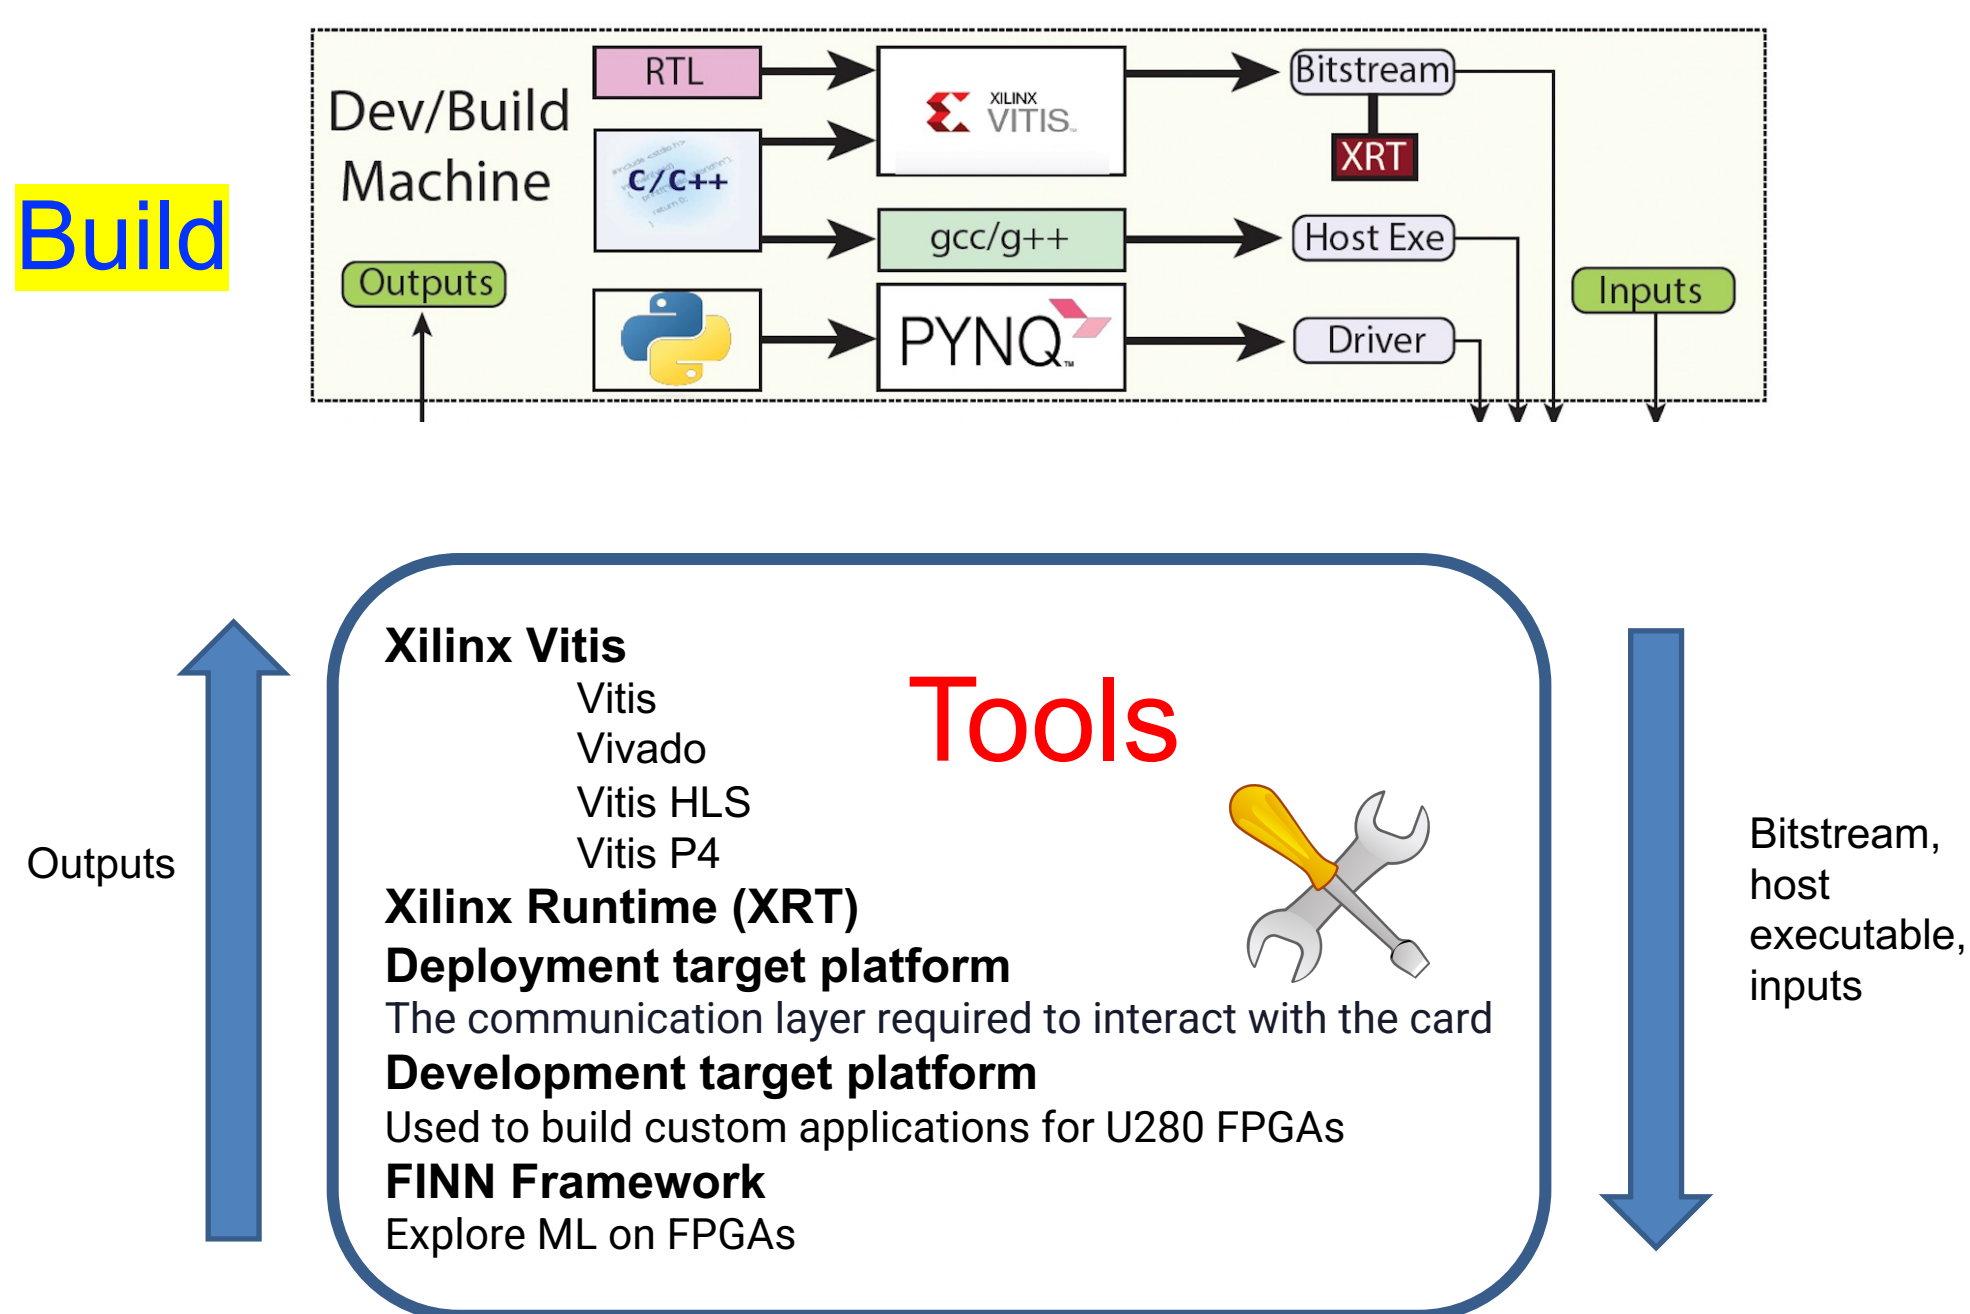 Build
Dev/Build
Machine
RTL
C/C++
XILINX
VITIS
Bitstream
XRT
gcc/g++
Host Exe
Outputs
PYNQ™
Driver
Inputs
Tools
Xilinx Vitis
Vitis
Vivado
Vitis HLS
Vitis P4
Xilinx Runtime (XRT)
Deployment target platform
The communication layer required to interact with the card
Development target platform
Used to build custom applications for U280 FPGAs
FINN Framework
Explore ML on FPGAs
Outputs
Bitstream,
host
executable,
inputs